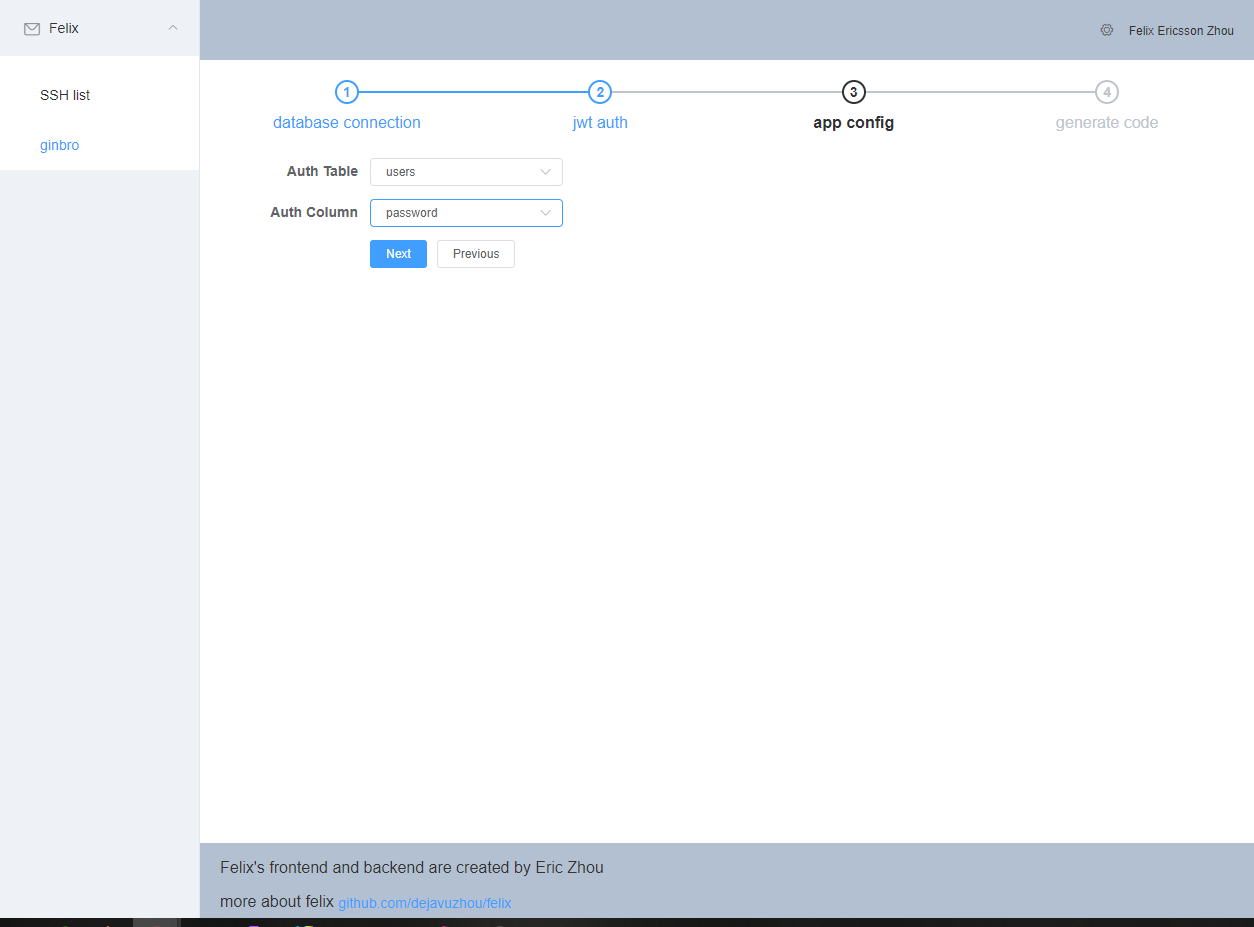 Felix
Felix Ericsson Zhou
SSH list
ginbro
1
2
3
4
database connection
jwt auth
app config
generate code
Auth Table
users
Auth Column
password
Next
Previous
Felix's frontend and backend are created by Eric Zhou
more about felix github.com/dejavuzhou/felix